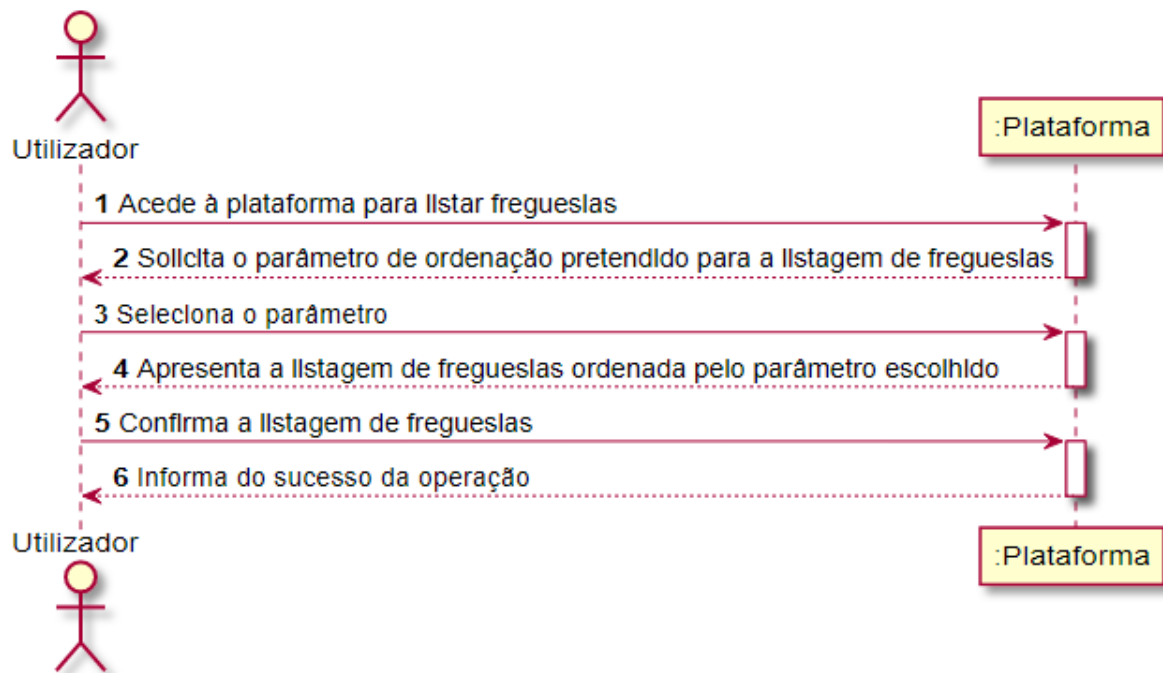 Utilizador
:Plataforma
1 Acede à plataforma para listar freguesias
2 Solicita o parâmetro de ordenação pretendido para a listagem de freguesias
3 Seleciona o parâmetro
4 Apresenta a listagem de freguesias ordenada pelo parâmetro escolhido
5 Confirma a listagem de freguesias
6 Informa do sucesso da operação
Utilizador
:Plataforma